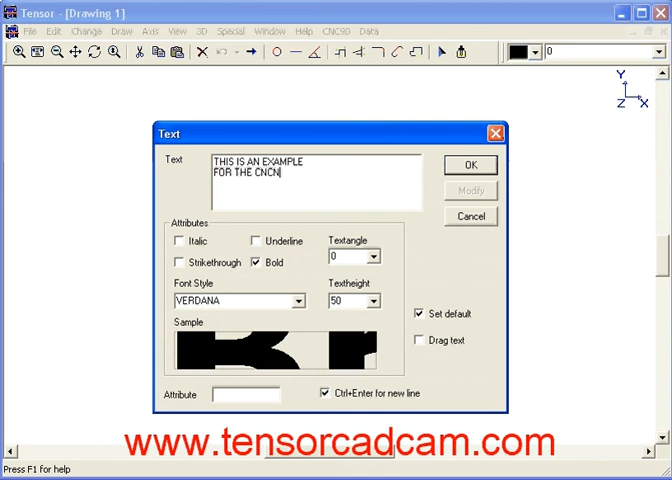 Tensor - [Drawing 1]
File Edit Change Draw Axis View 3D Special Window Help CNC90 Data
0
Y
Z X
Text
Text
THIS IS AN EXAMPLE
FOR THE CNCN
OK
Modify
Cancel
Attributes
Italic Underline Textangle
0
Strikethrough Bold
Font Style Textheight
VERDANA 50
Set default
Sample
Drag text
Attribute Ctrl+Enter for new line
www.tensorcadcam.com
Press F1 for help